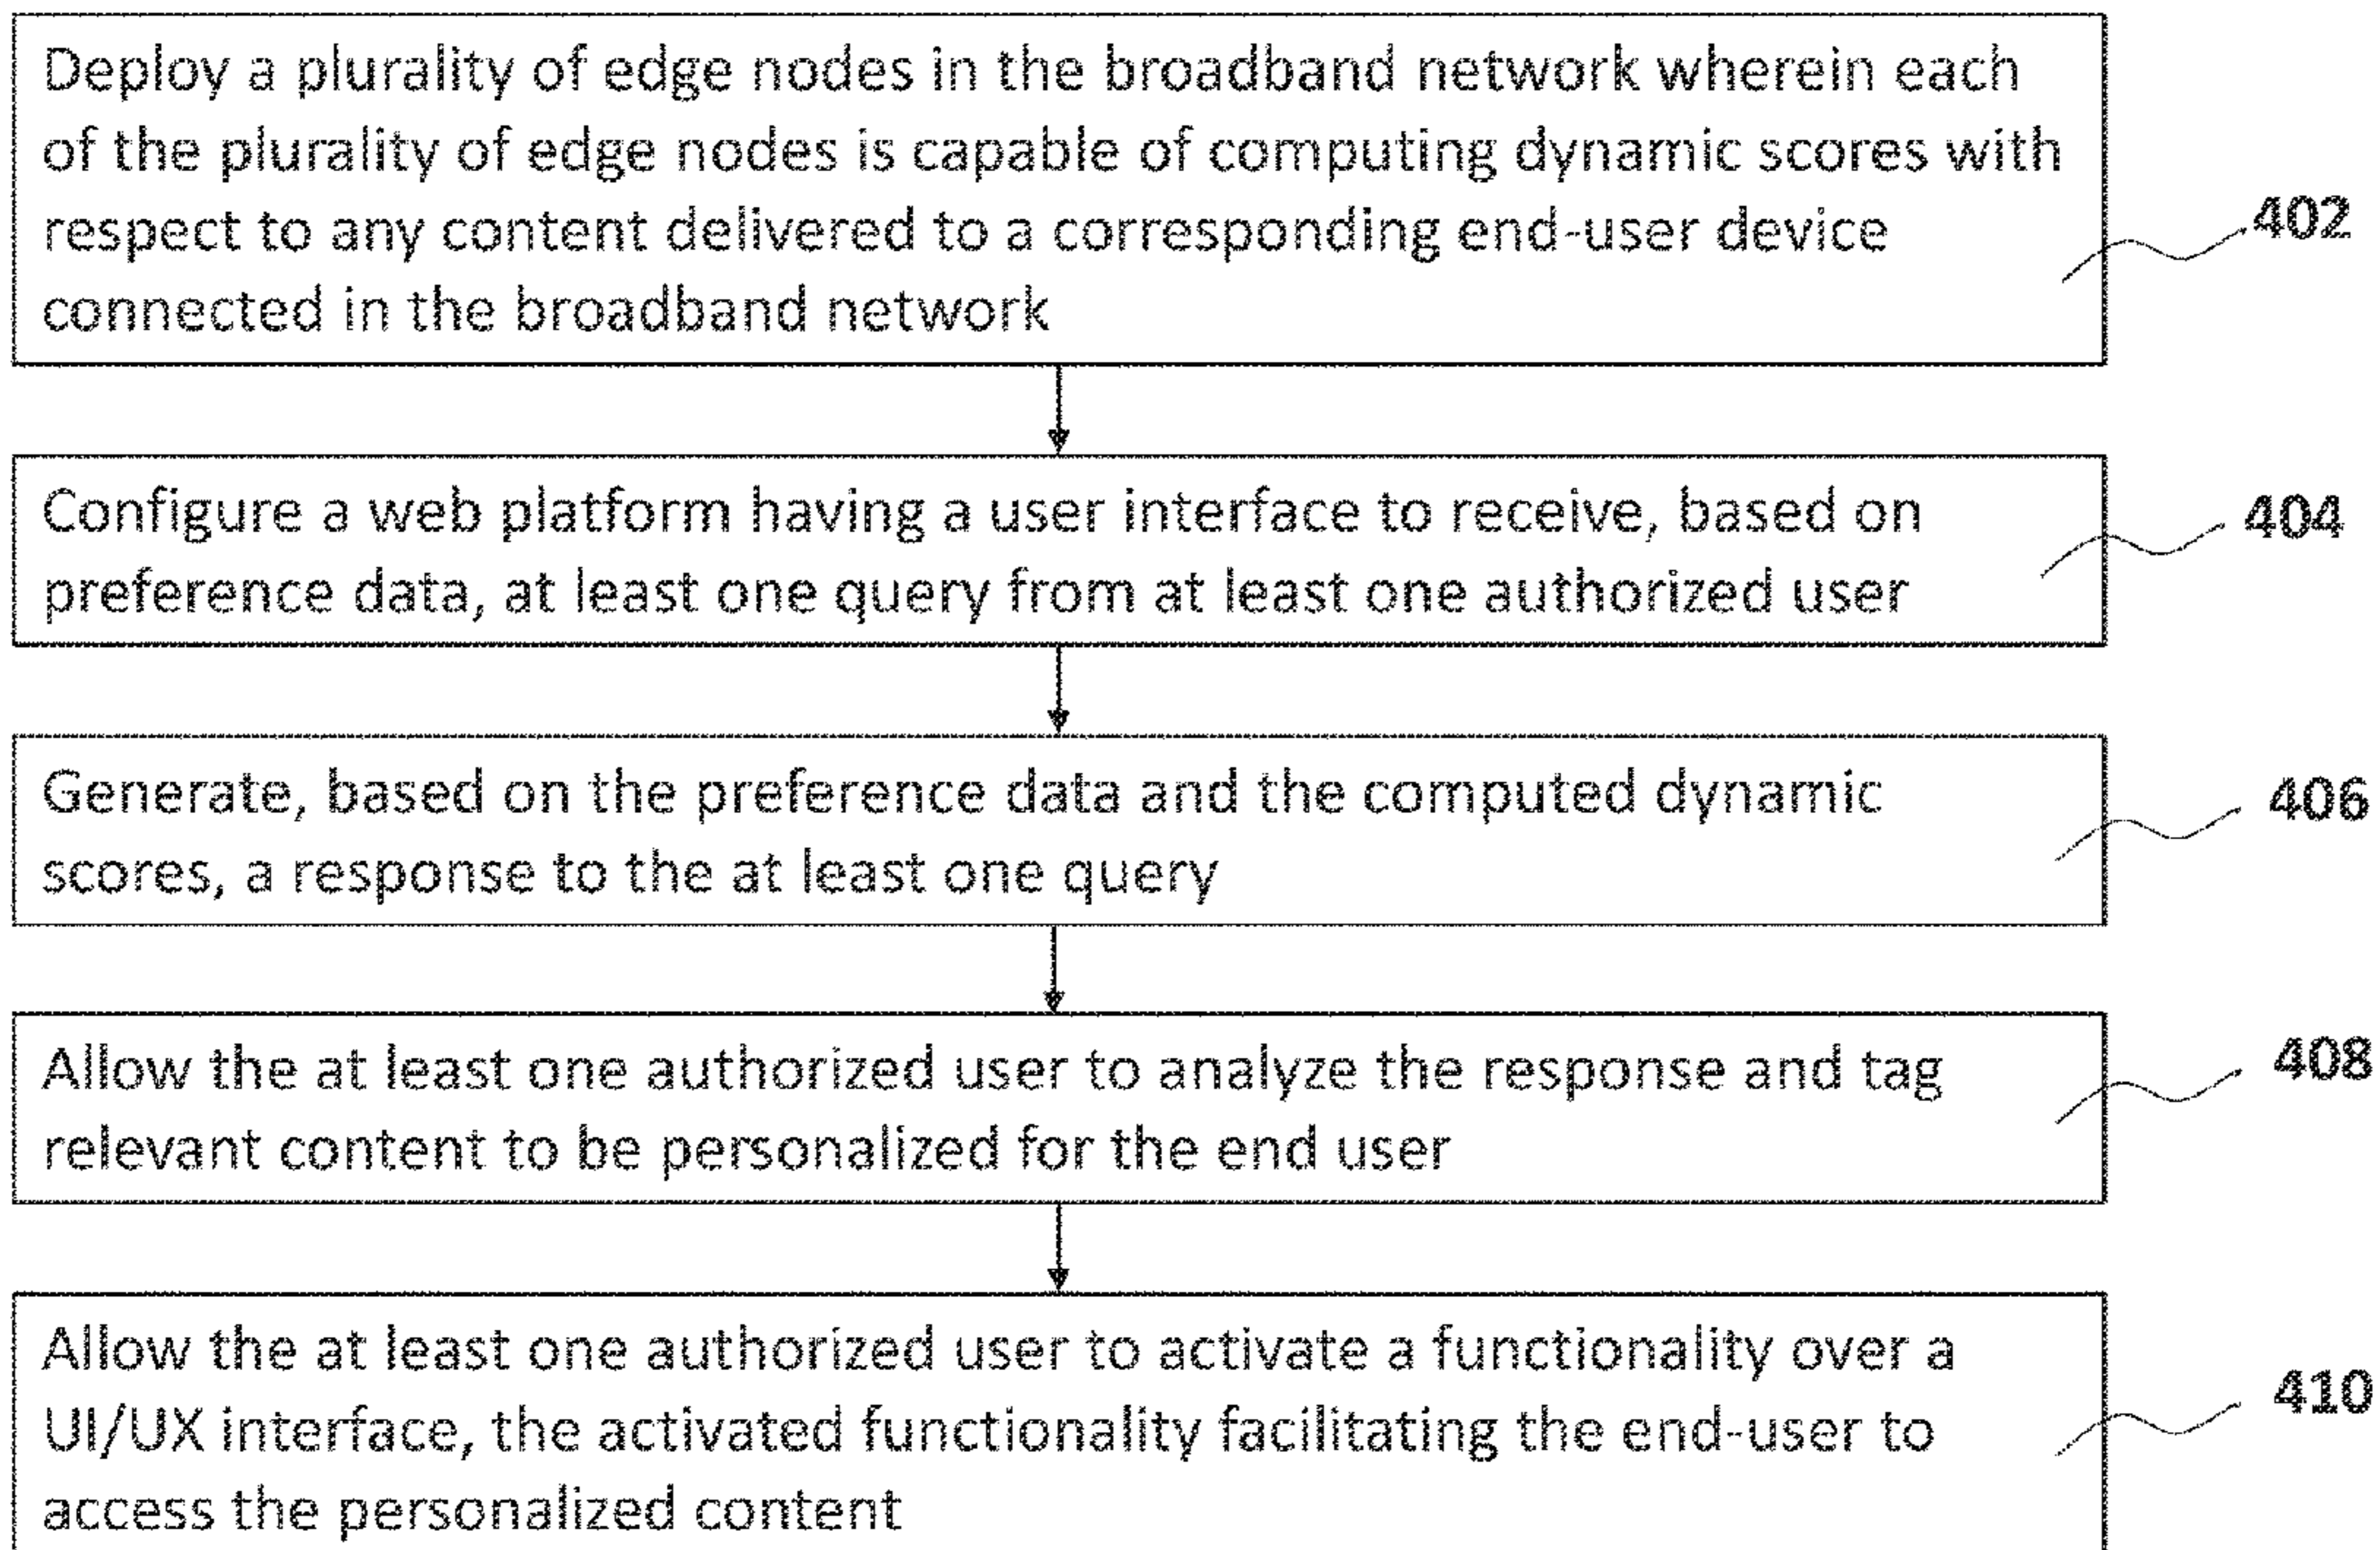 Deploy a plurality of edge nodes in the broadband network wherein each
of the plurality of edge nodes is capable of computing dynamic scores with
respect to any content delivered to a corresponding end-user device
connected in the broadband network
402
Configure a web platform having a user interface to receive, based on
preference data, at least one query from at least one authorized user
404
Generate, based on the preference data and the computed dynamic
scores, a response to the at least one query
406
Allow the at least one authorized user to analyze the response and tag
relevant content to be personalized for the end user
408
Allow the at least one authorized user to activate a functionality over a
UI/UX interface, the activated functionality facilitating the end-user to
access the personalized content
410